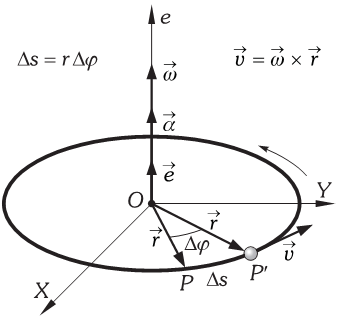 e
Δs = r Δφ
v⃗ = ω⃗ × r⃗
ω⃗
α⃗
e⃗
O
Y
r⃗
r⃗
Δφ
v⃗
X
P
Δs
P'